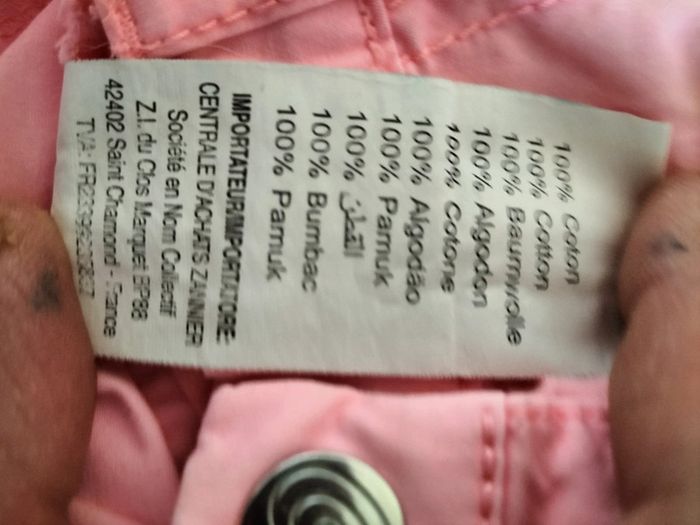 100% Coton
100% Cotton
100% Baumwolle
100% Algodon
100% Cotone
100% Algodão
100% Pamuk
100% القطن
100% Bumbac
100% Pamuk
IMPORTATEUR/IMPORTATORE:
CENTRALE D'ACHATS ZANNIER
Société en Nom Collectif
Z.I. du Clos Marquet BP88
42402 Saint Chamond - France
TVA: